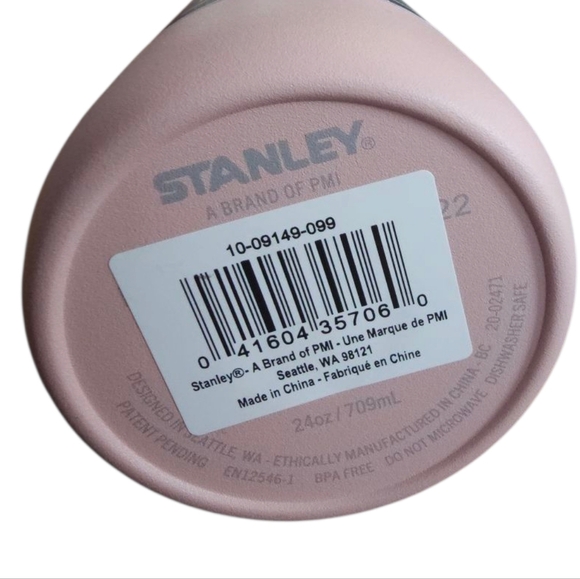 STANLEY®
A BRAND OF PMI
22
10-09149-099
0 41604 35706 0
Stanley®- A Brand of PMI - Une Marque de PMI
Seattle, WA 98121
Made in China - Fabriqué en Chine
24oz / 709mL
DESIGNED IN SEATTLE, WA - ETHICALLY MANUFACTURED IN CHINA - BC 20-02471
PATENT PENDING EN12546-1 BPA FREE DO NOT MICROWAVE DISHWASHER SAFE